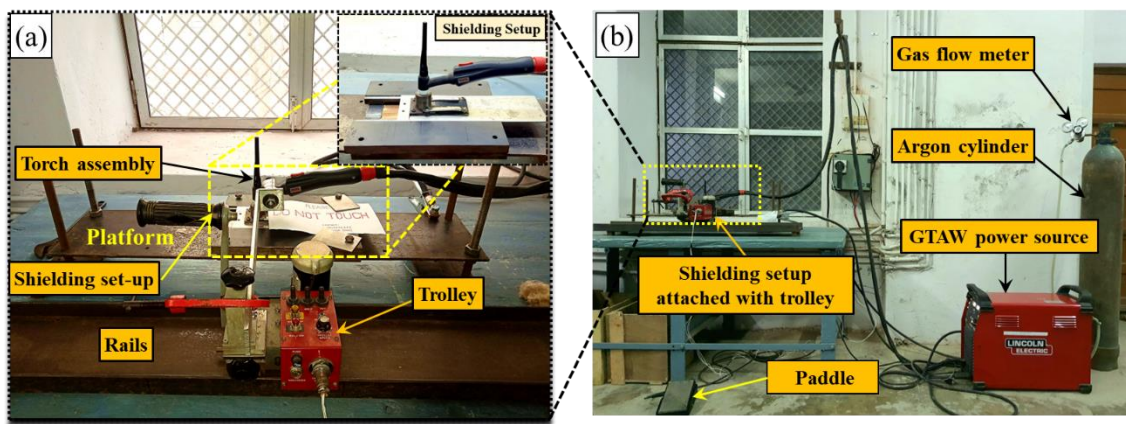 (a)
Shielding Setup
Torch assembly
DO NOT TOUCH
Platform
Shielding set-up
Trolley
Rails
(b)
Gas flow meter
Argon cylinder
GTAW power source
Shielding setup
attached with trolley
LINCOLN
ELECTRIC
Paddle